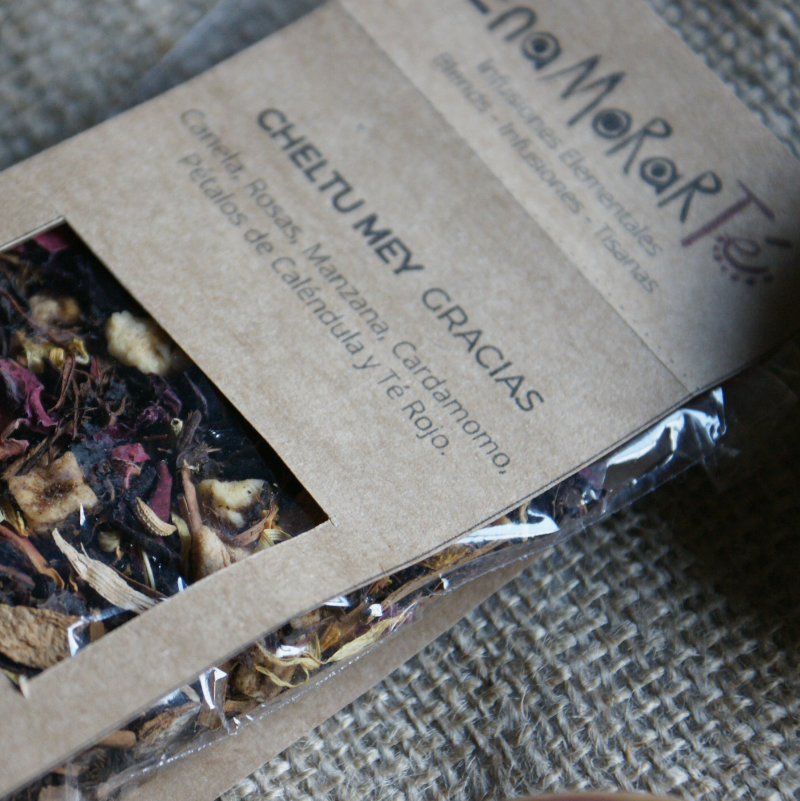 EnaMoRarTé
Infusiones Elementales
Blends - Infusiones - Tisanas
CHELTU MEY GRACIAS
Canela, Rosas, Manzana, Cardamomo,
Pétalos de Caléndula y Té Rojo.